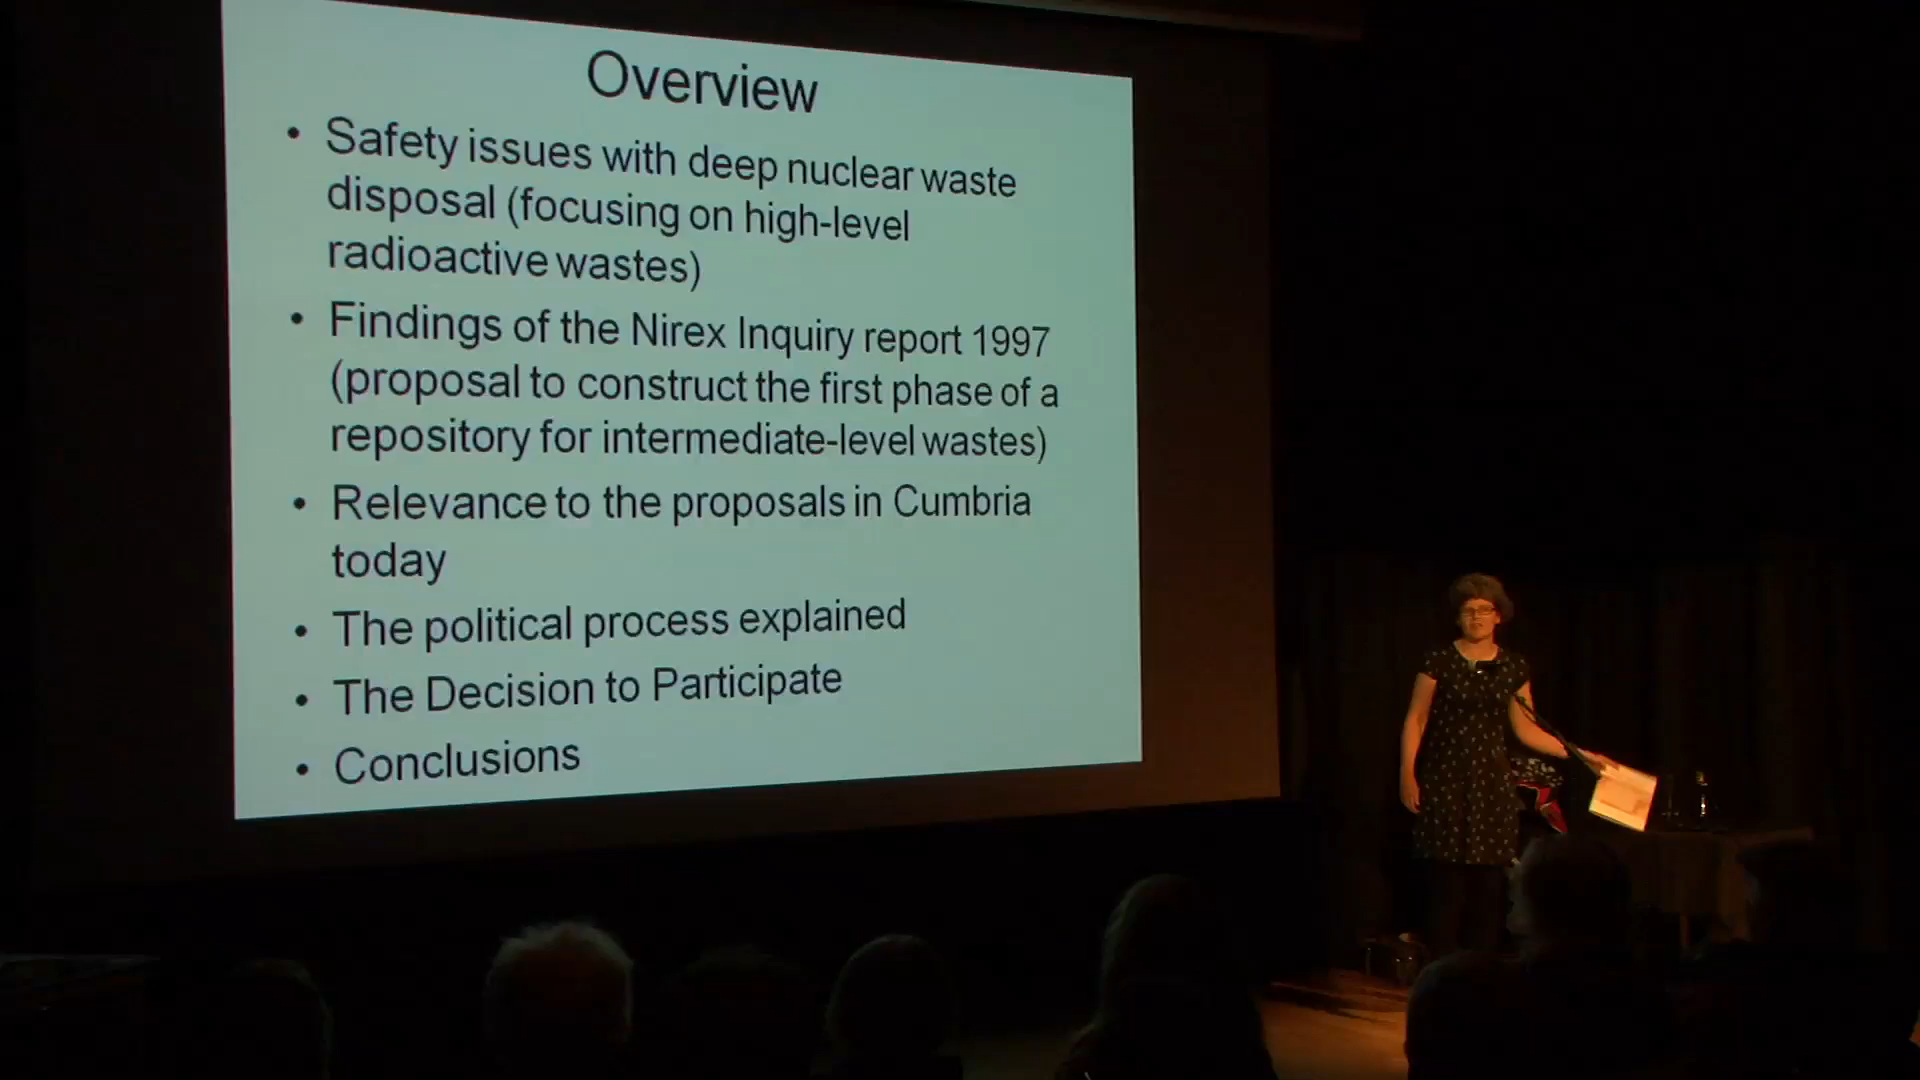 Overview
• Safety issues with deep nuclear waste
disposal (focusing on high-level
radioactive wastes)
• Findings of the Nirex Inquiry report 1997
(proposal to construct the first phase of a
repository for intermediate-level wastes)
• Relevance to the proposals in Cumbria
today
• The political process explained
• The Decision to Participate
• Conclusions